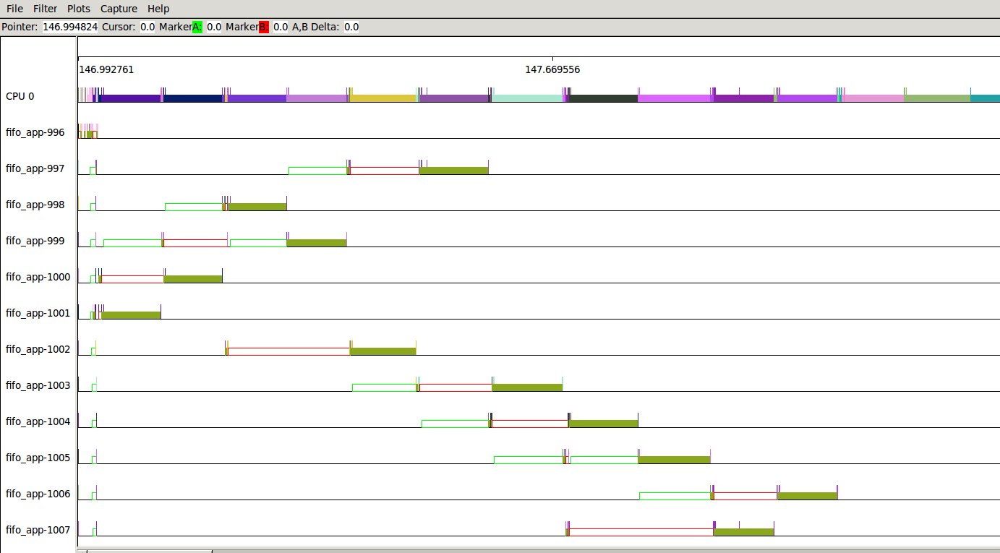 File Filter Plots Capture Help
Pointer: 146.994824 Cursor: 0.0 MarkerA: 0.0 MarkerB: 0.0 A,B Delta: 0.0
146.992761 147.669556
CPU 0
fifo_app-996
fifo_app-997
fifo_app-998
fifo_app-999
fifo_app-1000
fifo_app-1001
fifo_app-1002
fifo_app-1003
fifo_app-1004
fifo_app-1005
fifo_app-1006
fifo_app-1007